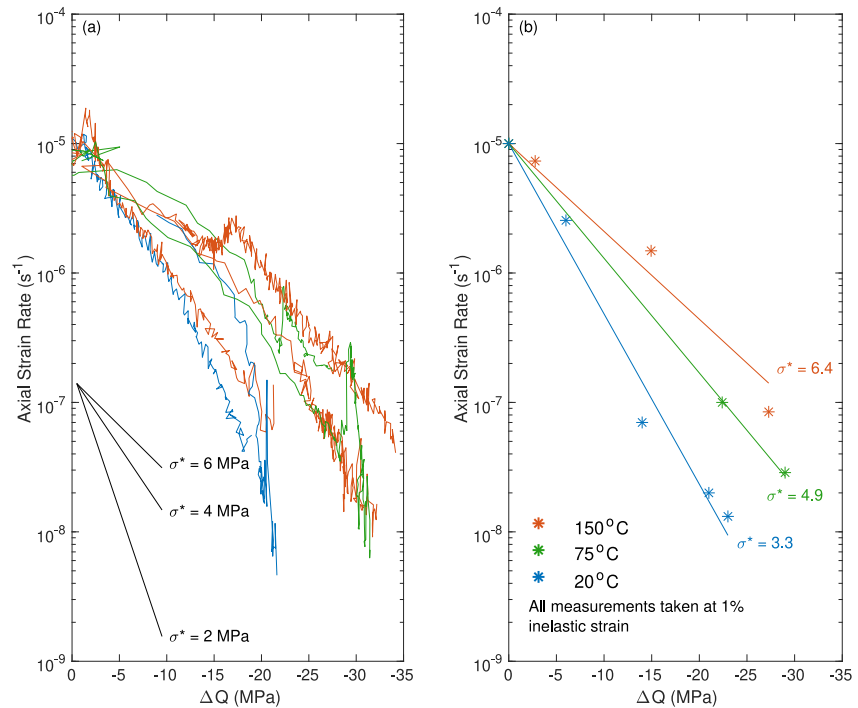 (a)
10⁻⁴
10⁻⁵
10⁻⁶
10⁻⁷
10⁻⁸
10⁻⁹
Axial Strain Rate (s⁻¹)
σ* = 6 MPa
σ* = 4 MPa
σ* = 2 MPa
0 -5 -10 -15 -20 -25 -30 -35
ΔQ (MPa)
(b)
10⁻⁴
10⁻⁵
10⁻⁶
10⁻⁷
10⁻⁸
10⁻⁹
Axial Strain Rate (s⁻¹)
σ* = 6.4
σ* = 4.9
σ* = 3.3
150°C
75°C
20°C
All measurements taken at 1%
inelastic strain
0 -5 -10 -15 -20 -25 -30 -35
ΔQ (MPa)